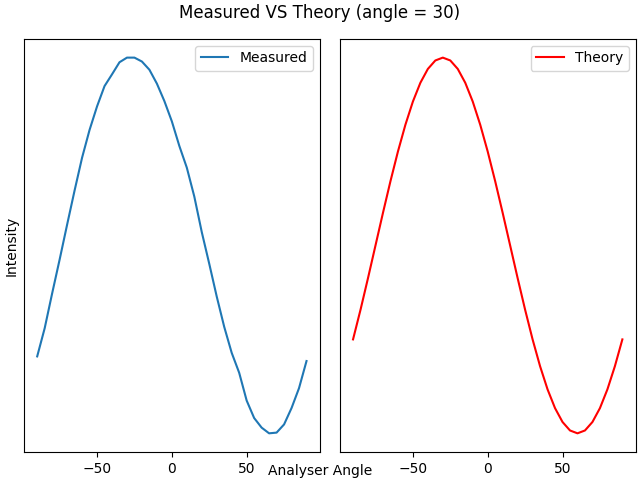 Measured VS Theory (angle = 30)
Measured
Theory
Intensity
−50 0 50
−50 0 50
Analyser Angle